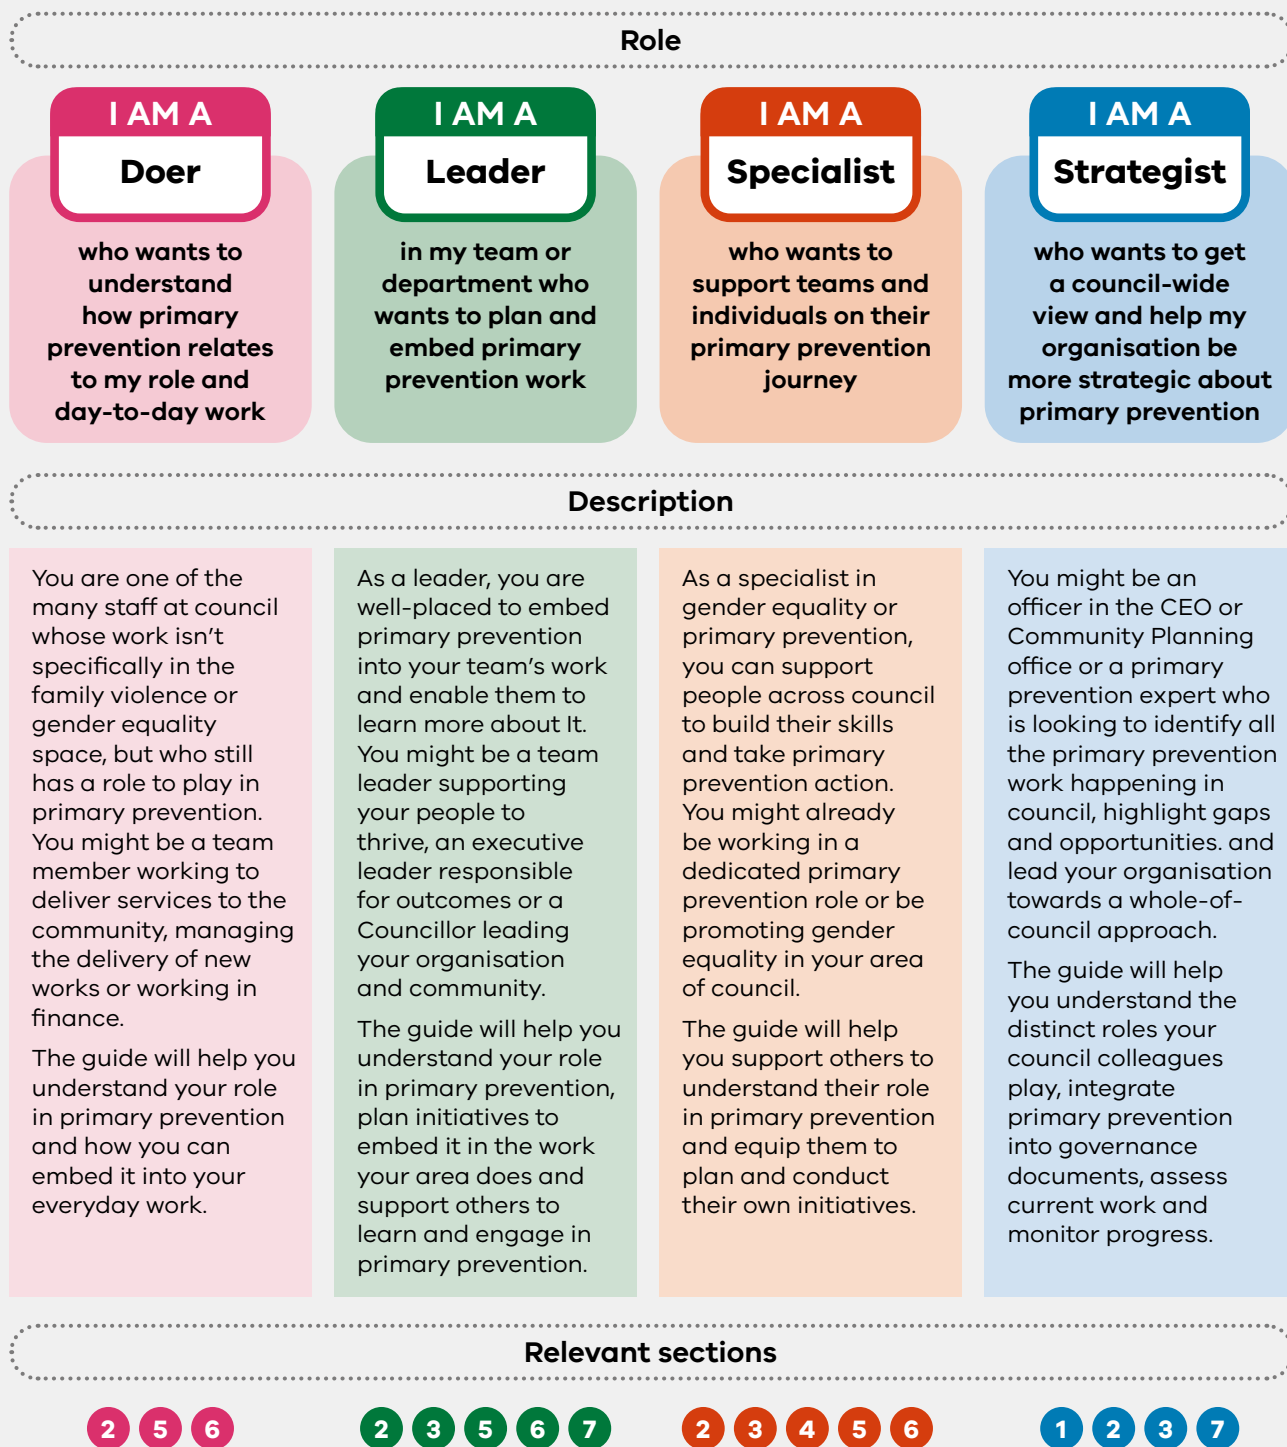 Role
I AM A
Doer
who wants to
understand
how primary
prevention relates
to my role and
day-to-day work
I AM A
Leader
in my team or
department who
wants to plan and
embed primary
prevention work
I AM A
Specialist
who wants to
support teams and
individuals on their
primary prevention
journey
I AM A
Strategist
who wants to get
a council-wide
view and help my
organisation be
more strategic about
primary prevention
Description
You are one of the
many staff at council
whose work isn't
specifically in the
family violence or
gender equality
space, but who still
has a role to play in
primary prevention.
You might be a team
member working to
deliver services to the
community, managing
the delivery of new
works or working in
finance.
The guide will help you
understand your role
in primary prevention
and how you can
embed it into your
everyday work.
As a leader, you are
well-placed to embed
primary prevention
into your team's work
and enable them to
learn more about It.
You might be a team
leader supporting
your people to
thrive, an executive
leader responsible
for outcomes or a
Councillor leading
your organisation
and community.
The guide will help you
understand your role
in primary prevention,
plan initiatives to
embed it in the work
your area does and
support others to
learn and engage in
primary prevention.
As a specialist in
gender equality or
primary prevention,
you can support
people across council
to build their skills
and take primary
prevention action.
You might already
be working in a
dedicated primary
prevention role or be
promoting gender
equality in your area
of council.
The guide will help
you support others to
understand their role
in primary prevention
and equip them to
plan and conduct
their own initiatives.
You might be an
officer in the CEO or
Community Planning
office or a primary
prevention expert who
is looking to identify all
the primary prevention
work happening in
council, highlight gaps
and opportunities. and
lead your organisation
towards a whole-of-
council approach.
The guide will help
you understand the
distinct roles your
council colleagues
play, integrate
primary prevention
into governance
documents, assess
current work and
monitor progress.
Relevant sections
2 5 6
2 3 5 6 7
2 3 4 5 6
1 2 3 7